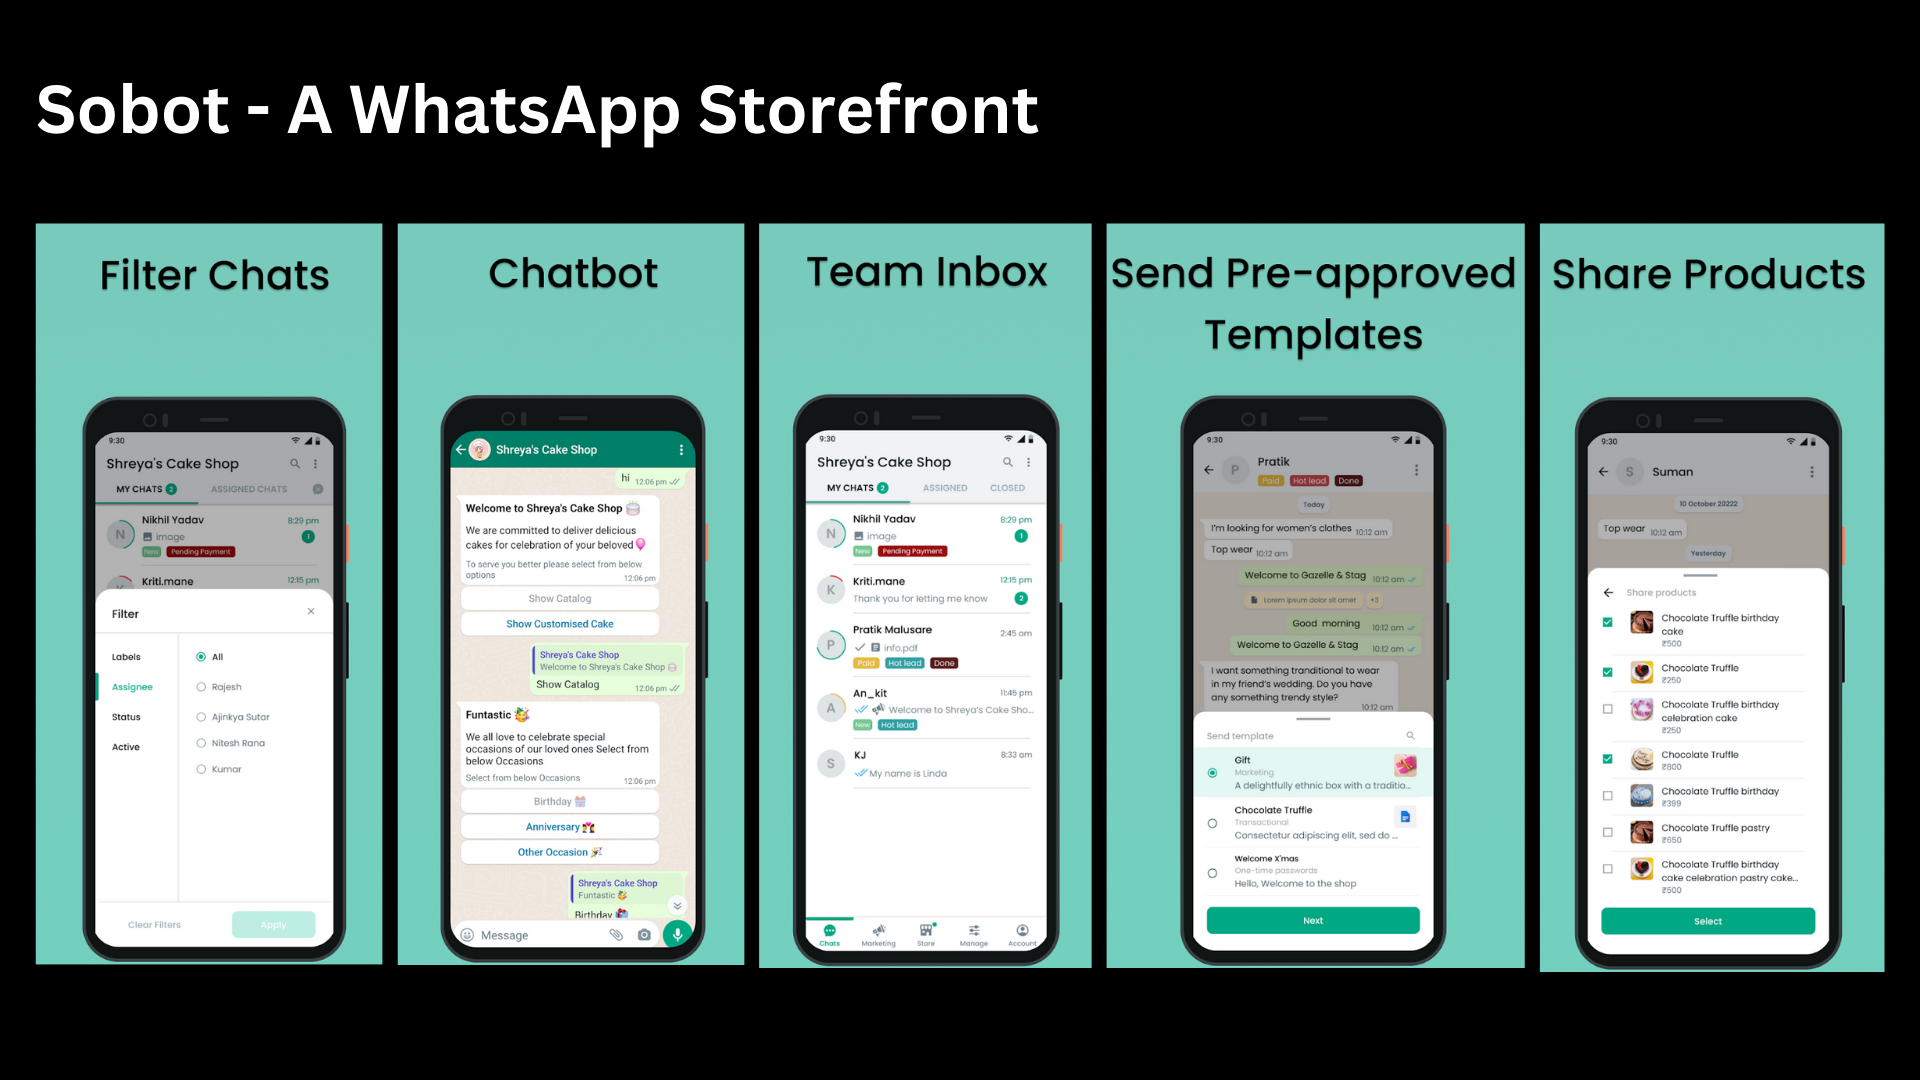 Sobot - A WhatsApp Storefront
Filter Chats
9:30
Shreya's Cake Shop
MY CHATS 2 ASSIGNED CHATS
N Nikhil Yadav 8:29 pm
image 1
New Pending Payment
K Kriti.mane 12:15 pm
Filter
Labels All
Assignee Rajesh
Status Ajinkya Sutar
Active Nitesh Rana
Kumar
Clear Filters Apply
Chatbot
Shreya's Cake Shop
hi 12:06 pm
Welcome to Shreya's Cake Shop
We are committed to deliver delicious
cakes for celebration of your beloved
To serve you better please select from below
options 12:06 pm
Show Catalog
Show Customised Cake
Shreya's Cake Shop
Welcome to Shreya's Cake Shop
Show Catalog 12:06 pm
Funtastic
We all love to celebrate special
occasions of our loved ones Select from
below Occasions
Select from below Occasions 12:06 pm
Birthday
Anniversary
Other Occasion
Shreya's Cake Shop
Funtastic
Birthday
Message
Team Inbox
9:30
Shreya's Cake Shop
MY CHATS 2 ASSIGNED CLOSED
N Nikhil Yadav 8:29 pm
image 1
New Pending Payment
K Kriti.mane 12:15 pm
Thank you for letting me know 2
P Pratik Malusare 2:45 am
info.pdf
Paid Hot lead Done
A An_kit 11:45 pm
Welcome to Shreya's Cake Sho...
New Hot lead
S KJ 8:33 am
My name is Linda
Chats Marketing Store Manage Account
Send Pre-approved
Templates
9:30
P Pratik
Paid Hot lead Done
Today
I'm looking for women's clothes 10:12 am
Top wear 10:12 am
Welcome to Gazelle & Stag 10:12 am
Lorem ipsum dolor sit amet +3
Good morning 10:12 am
Welcome to Gazelle & Stag 10:12 am
I want something tranditional to wear
in my friend's wedding. Do you have
any something trendy style?
10:12 am
Send template
Gift
Marketing
A delightfully ethnic box with a traditio...
Chocolate Truffle
Transactional
Consectetur adipiscing elit, sed do ...
Welcome X'mas
One-time passwords
Hello, Welcome to the shop
Next
Share Products
9:30
S Suman
10 October 20222
Top wear 10:12 am
Yesterday
Share products
Chocolate Truffle birthday
cake
₹500
Chocolate Truffle
₹250
Chocolate Truffle birthday
celebration cake
₹250
Chocolate Truffle
₹800
Chocolate Truffle birthday
₹399
Chocolate Truffle pastry
₹650
Chocolate Truffle birthday
cake celebration pastry cake...
₹500
Select